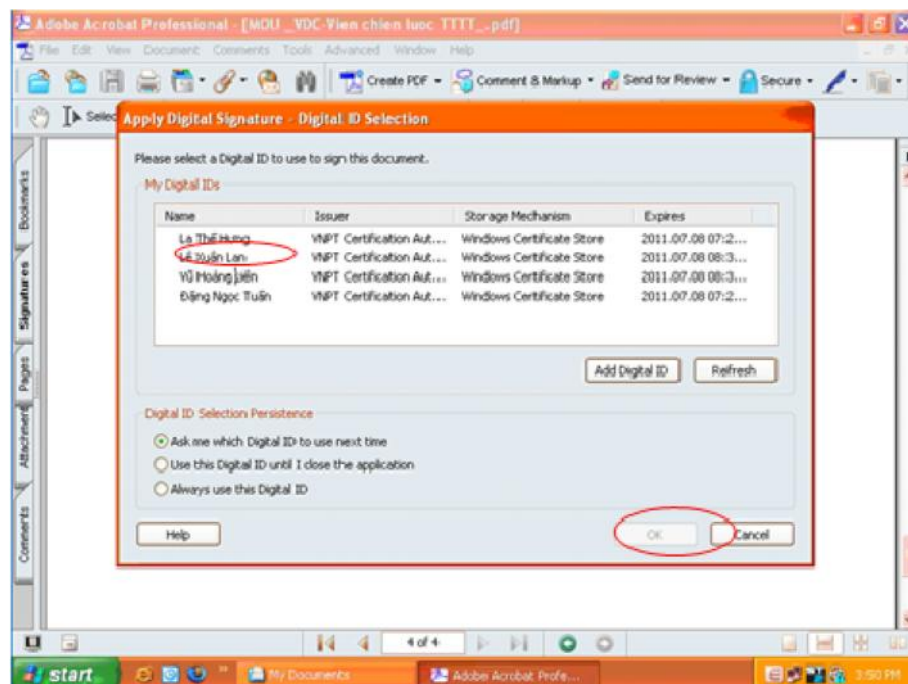 Adobe Acrobat Professional - [MOU _VDC-Vien chien luoc TTTT_.pdf]
File Edit View Document Comments Tools Advanced Window Help
Create PDF Comment & Markup Send for Review Secure
Selec
Apply Digital Signature - Digital ID Selection
Please select a Digital ID to use to sign this document.
My Digital IDs
Name Issuer Storage Mechanism Expires
La Thế Hưng VNPT Certification Aut... Windows Certificate Store 2011.07.08 07:2...
Lê Xuân Lan VNPT Certification Aut... Windows Certificate Store 2011.07.08 08:3...
Vũ Hoàng Liên VNPT Certification Aut... Windows Certificate Store 2011.07.08 08:3...
Đặng Ngọc Tuấn VNPT Certification Aut... Windows Certificate Store 2011.07.08 07:2...
Add Digital ID Refresh
Digital ID Selection Persistence
Ask me which Digital ID to use next time
Use this Digital ID until I close the application
Always use this Digital ID
Help OK Cancel
Bookmarks
Signatures
Pages
Attachment
Comments
4 of 4
start My Documents Adobe Acrobat Profe... 3:50 PM